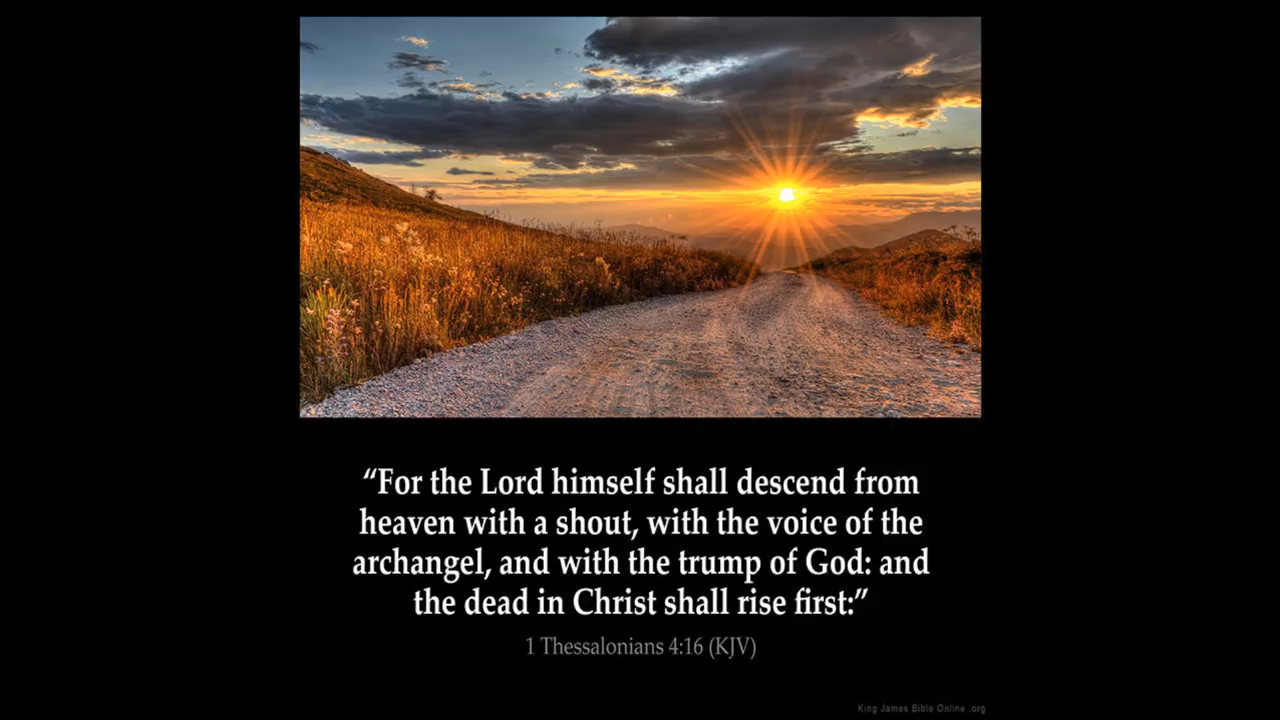 “For the Lord himself shall descend from
heaven with a shout, with the voice of the
archangel, and with the trump of God: and
the dead in Christ shall rise first:”
1 Thessalonians 4:16 (KJV)
King James Bible Online .org